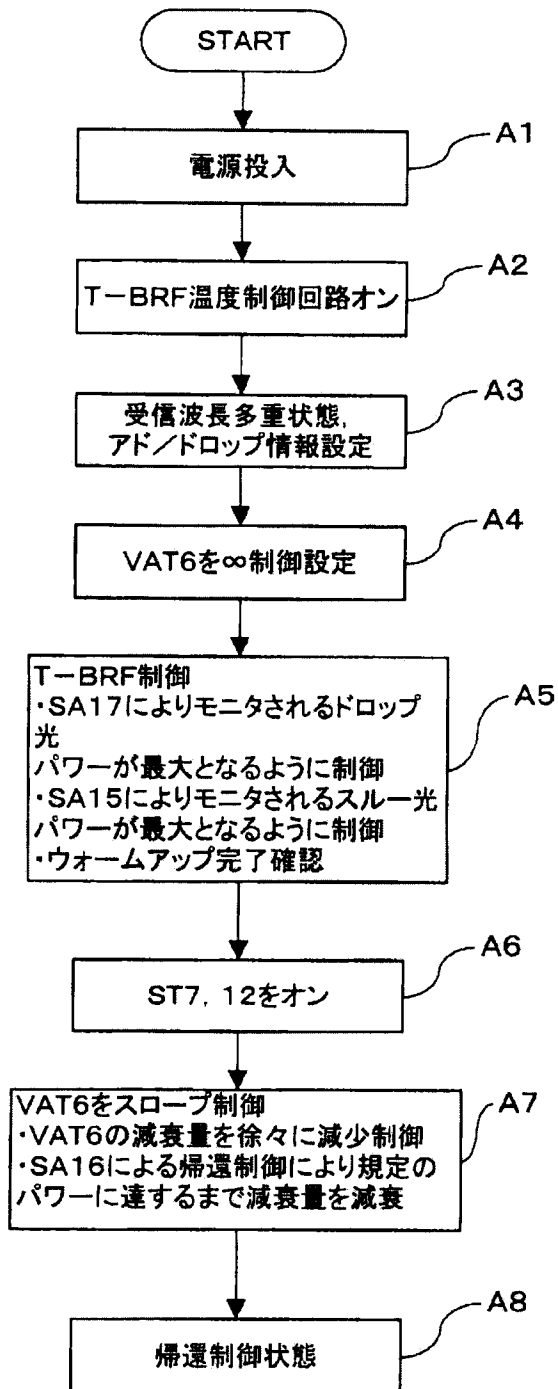 START
A1
電源投入
A2
T－BRF温度制御回路オン
A3
受信波長多重状態,
アド／ドロップ情報設定
A4
VAT6を∞制御設定
A5
T－BRF制御
・SA17によりモニタされるドロップ
光
パワーが最大となるように制御
・SA15によりモニタされるスルー光
パワーが最大となるように制御
・ウォームアップ完了確認
A6
ST7, 12をオン
A7
VAT6をスロープ制御
・VAT6の減衰量を徐々に減少制御
・SA16による帰還制御により規定の
パワーに達するまで減衰量を減衰
A8
帰還制御状態